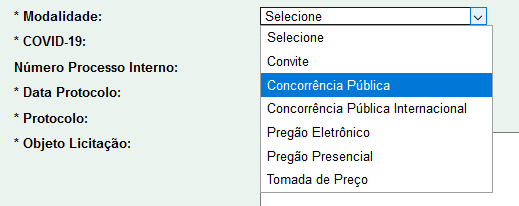 * Modalidade:
Selecione
* COVID-19:
Selecione
Número Processo Interno:
Convite
* Data Protocolo:
Concorrência Pública
* Protocolo:
Concorrência Pública Internacional
* Objeto Licitação:
Pregão Eletrônico
Pregão Presencial
Tomada de Preço